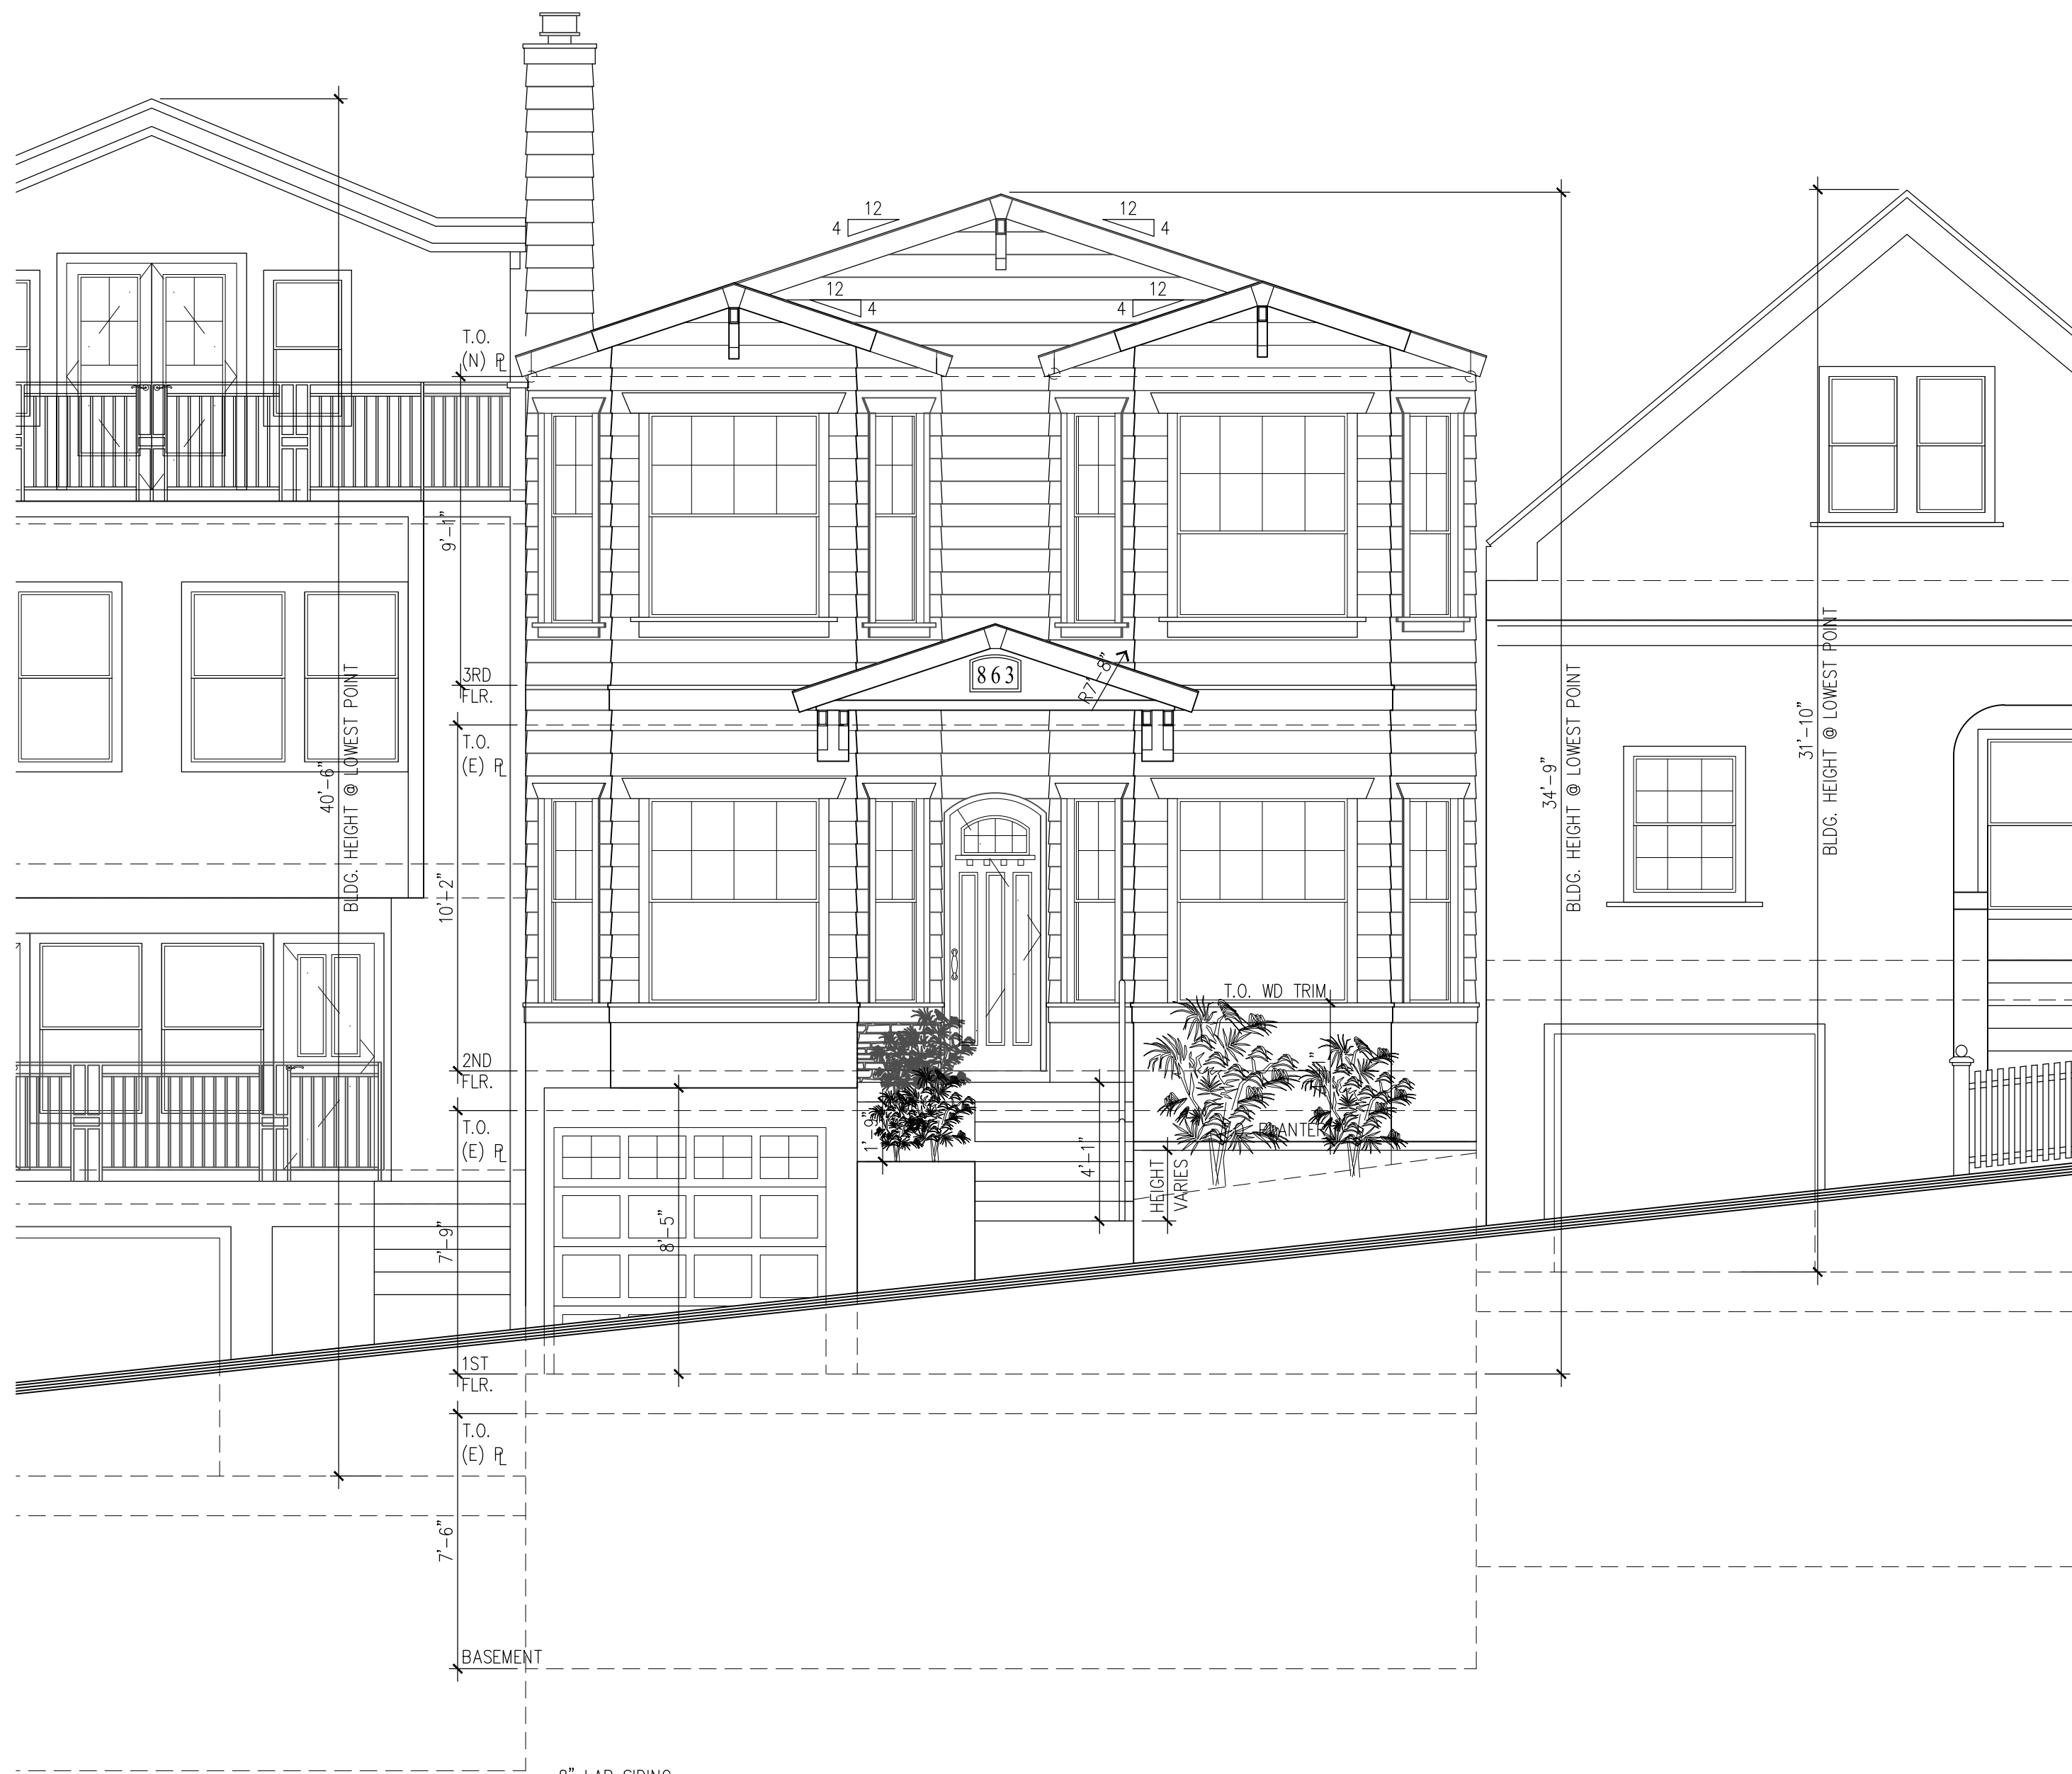 12
4
12
4
12
4
12
4
T.O.
(N) PL
9'-1"
3RD
FLR.
863
R7'-8"
T.O.
(E) PL
40'-6"
BLDG. HEIGHT @ LOWEST POINT
34'-9"
BLDG. HEIGHT @ LOWEST POINT
31'-10"
BLDG. HEIGHT @ LOWEST POINT
10'-2"
T.O. WD TRIM
2ND
FLR.
T.O.
(E) PL
1'-9"
4'-1"
HEIGHT
VARIES
7'-9"
8'-5"
1ST
FLR.
T.O.
(E) PL
7'-6"
BASEMENT
8" LAP SIDING